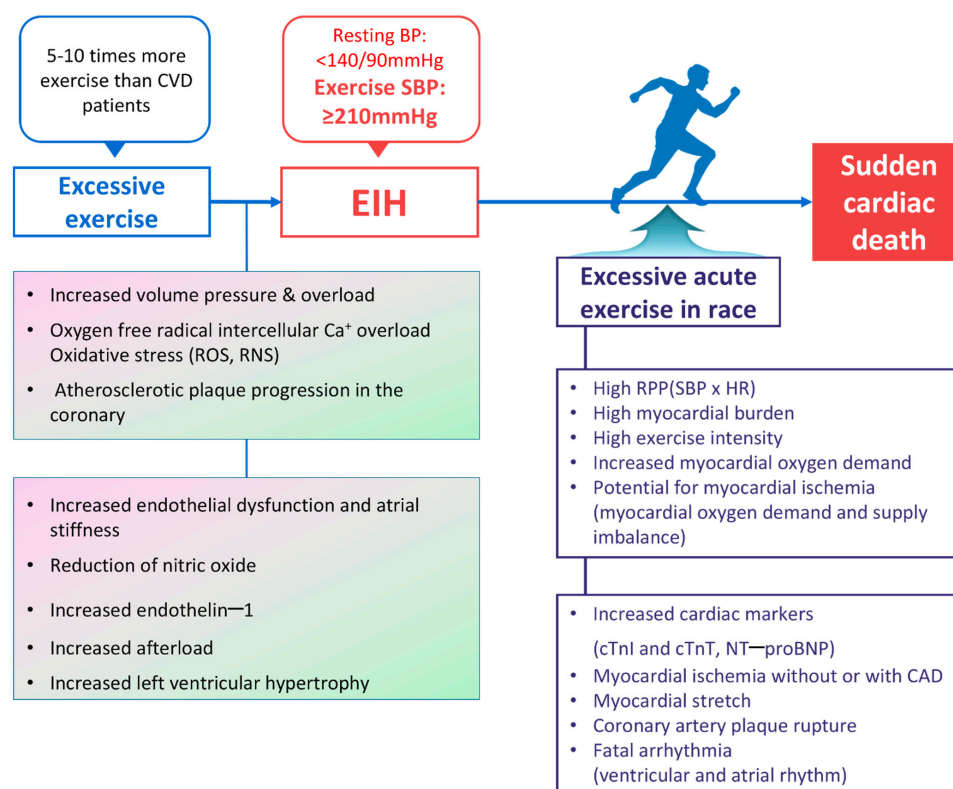 5-10 times more
exercise than CVD
patients
Resting BP:
<140/90mmHg
Exercise SBP:
≥210mmHg
Excessive
exercise
EIH
Sudden
cardiac
death
Excessive acute
exercise in race
• Increased volume pressure & overload
• Oxygen free radical intercellular Ca⁺ overload
Oxidative stress (ROS, RNS)
• Atherosclerotic plaque progression in the
coronary
• Increased endothelial dysfunction and atrial
stiffness
• Reduction of nitric oxide
• Increased endothelin—1
• Increased afterload
• Increased left ventricular hypertrophy
• High RPP(SBP x HR)
• High myocardial burden
• High exercise intensity
• Increased myocardial oxygen demand
• Potential for myocardial ischemia
(myocardial oxygen demand and supply
imbalance)
• Increased cardiac markers
(cTnI and cTnT, NT—proBNP)
• Myocardial ischemia without or with CAD
• Myocardial stretch
• Coronary artery plaque rupture
• Fatal arrhythmia
(ventricular and atrial rhythm)